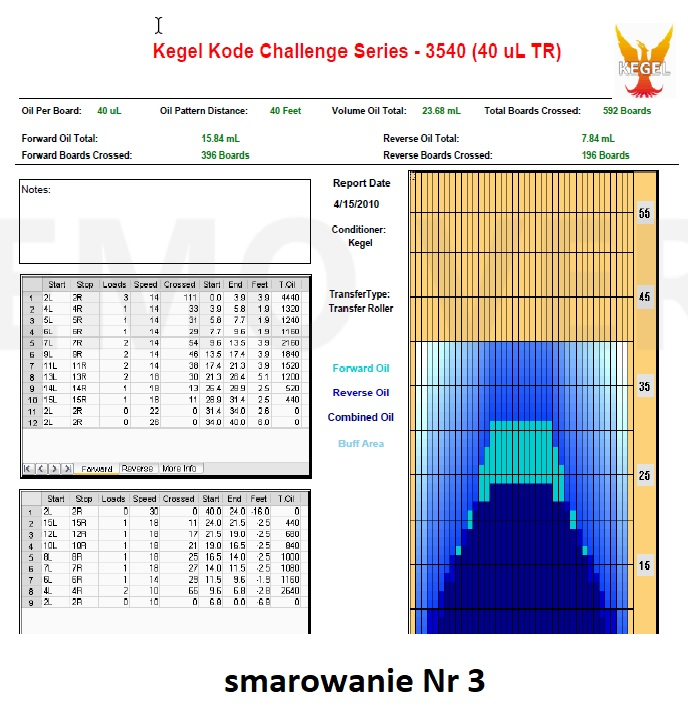 Kegel Kode Challenge Series - 3540 (40 uL TR)
KEGEL
Oil Per Board: 40 uL Oil Pattern Distance: 40 Feet Volume Oil Total: 23.68 mL Total Boards Crossed: 592 Boards
Forward Oil Total: 15.84 mL Reverse Oil Total: 7.84 mL
Forward Boards Crossed: 396 Boards Reverse Boards Crossed: 196 Boards
Notes:
Report Date
4/15/2010
Conditioner:
Kegel
TransferType:
Transfer Roller
Forward Oil
Reverse Oil
Combined Oil
Buff Area
Start Stop Loads Speed Crossed Start End Feet T.Oil
1 2L 2R 3 14 111 0.0 3.9 3.9 4440
2 4L 4R 1 14 33 3.9 5.8 1.9 1320
3 5L 5R 1 14 31 5.8 7.7 1.9 1240
4 6L 6R 1 14 29 7.7 9.6 1.9 1160
5 7L 7R 2 14 54 9.6 13.5 3.9 2160
6 9L 9R 2 14 46 13.5 17.4 3.9 1840
7 11L 11R 2 14 38 17.4 21.3 3.9 1520
8 13L 13R 2 18 30 21.3 26.4 5.1 1200
9 14L 14R 1 18 13 26.4 28.9 2.5 520
10 15L 15R 1 18 11 28.9 31.4 2.5 440
11 2L 2R 0 22 0 31.4 34.0 2.6 0
12 2L 2R 0 26 0 34.0 40.0 6.0 0
Forward Reverse More Info
Start Stop Loads Speed Crossed Start End Feet T.Oil
1 2L 2R 0 30 0 40.0 24.0 -16.0 0
2 15L 15R 1 18 11 24.0 21.5 -2.5 440
3 12L 12R 1 18 17 21.5 19.0 -2.5 680
4 10L 10R 1 18 21 19.0 16.5 -2.5 840
5 8L 8R 1 18 25 16.5 14.0 -2.5 1000
6 7L 7R 1 18 27 14.0 11.5 -2.5 1080
7 6L 6R 1 14 29 11.5 9.6 -1.9 1160
8 4L 4R 2 10 66 9.6 6.8 -2.8 2640
9 2L 2R 0 10 0 6.8 0.0 -6.8 0
55
45
35
25
15
smarowanie Nr 3